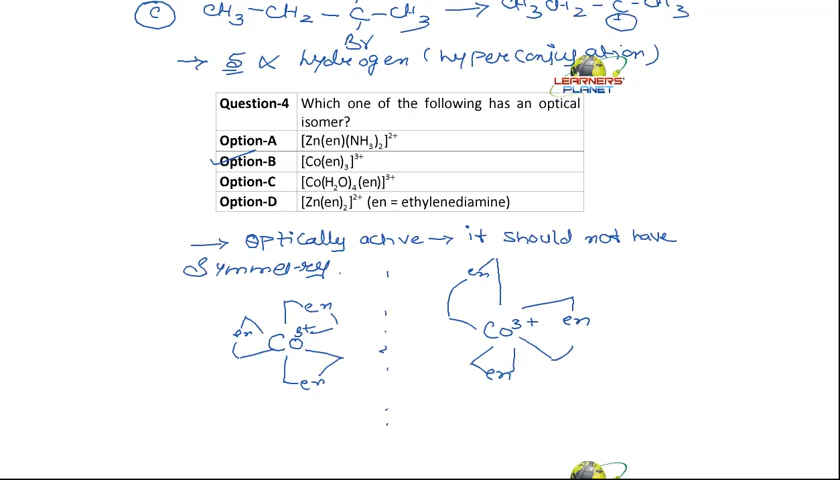 C CH3-CH2-C-CH3 → CH3CH2-C-CH3
+
Br
→ 5 ∝ hydrogen (hyperconjugation)
LEARNERS'
PLANET
Question-4 Which one of the following has an optical
isomer?
Option-A [Zn(en)(NH3)2]2+
Option-B [Co(en)3]3+
Option-C [Co(H2O)4(en)]3+
Option-D [Zn(en)2]2+ (en = ethylenediamine)
→ Optically active → it should not have
Symmetry.
en en
en Co3+ Co3+ en
en en